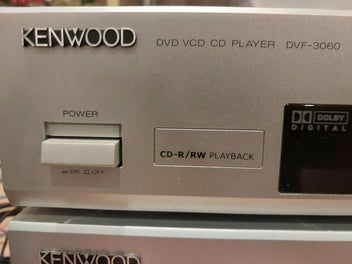 KENWOOD DVD VCD CD PLAYER DVF-3060
POWER
DOLBY
DIGITAL
CD-R/RW PLAYBACK
ON OFF
KENWOOD